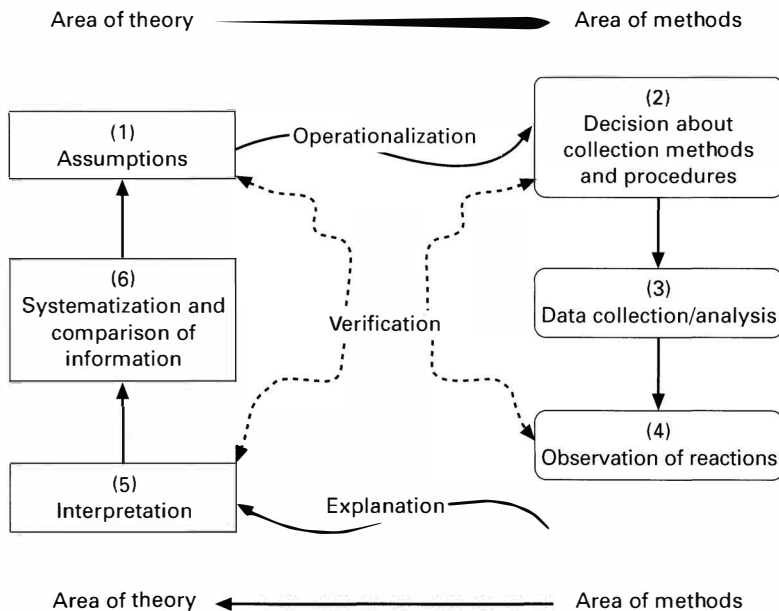 Area of theory
Area of methods
(1)
Assumptions
Operationalization
(2)
Decision about
collection methods
and procedures
(6)
Systematization and
comparison of
information
Verification
(3)
Data collection/analysis
(4)
Observation of reactions
(5)
Interpretation
Explanation
Area of theory
Area of methods